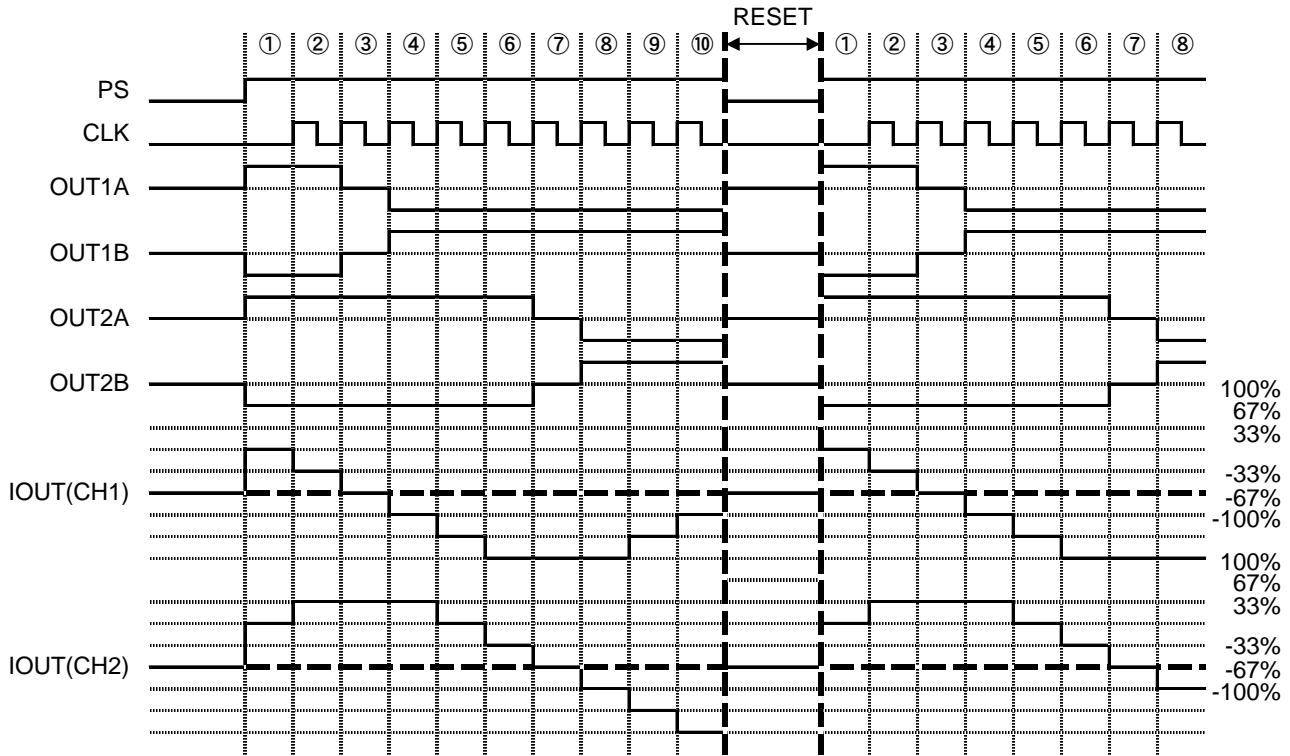 RESET
① ② ③ ④ ⑤ ⑥ ⑦ ⑧ ⑨ ⑩ ① ② ③ ④ ⑤ ⑥ ⑦ ⑧
PS
CLK
OUT1A
OUT1B
OUT2A
OUT2B
100%
67%
33%
IOUT(CH1)
-33%
-67%
-100%
100%
67%
33%
IOUT(CH2)
-33%
-67%
-100%